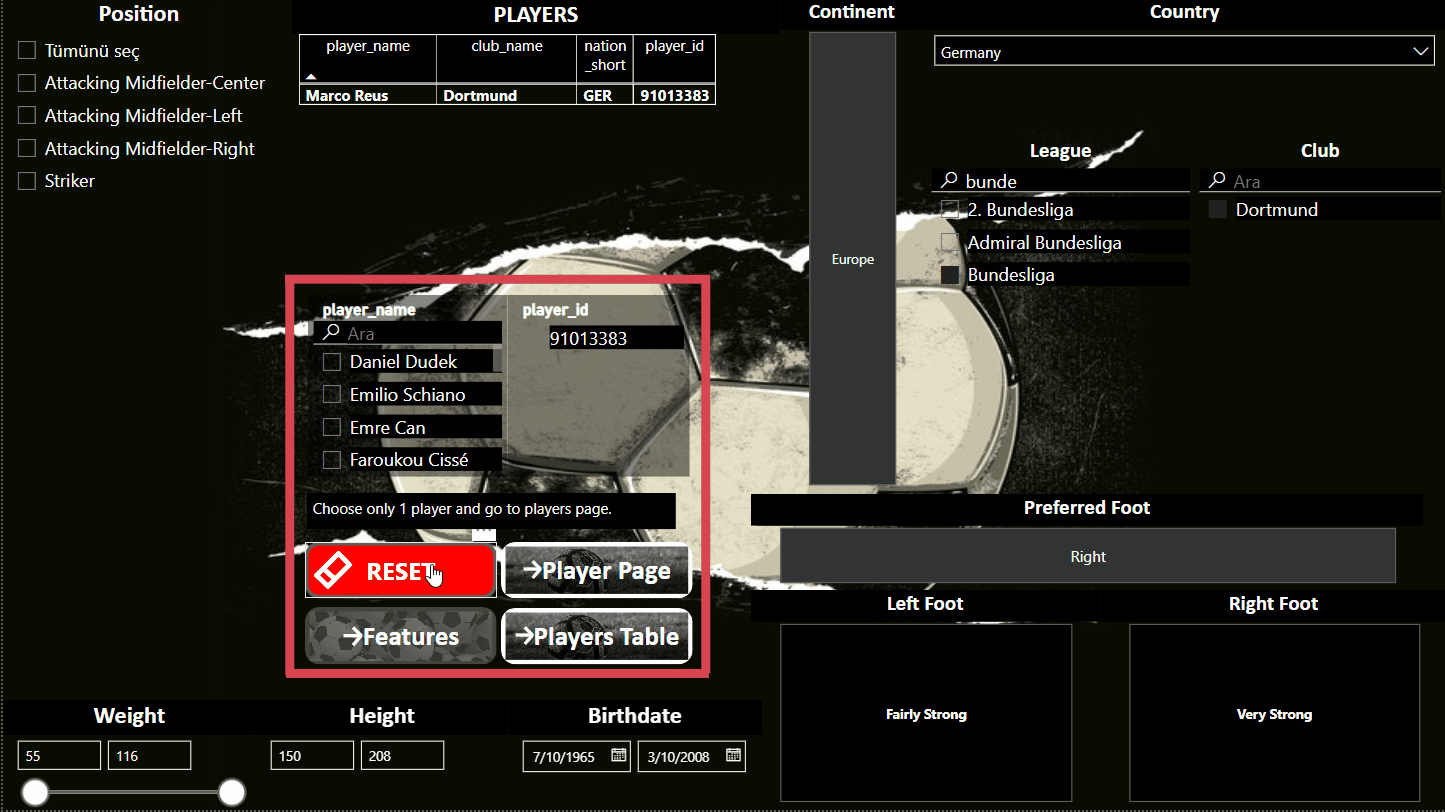 Position
Tümünü seç
Attacking Midfielder-Center
Attacking Midfielder-Left
Attacking Midfielder-Right
Striker
PLAYERS
player_name club_name nation_short player_id
Marco Reus Dortmund GER 91013383
Continent
Europe
Country
Germany
League
bunde
2. Bundesliga
Admiral Bundesliga
Bundesliga
Club
Ara
Dortmund
player_name
Ara
Daniel Dudek
Emilio Schiano
Emre Can
Faroukou Cissé
player_id
91013383
Choose only 1 player and go to players page.
RESET
→Player Page
→Features
→Players Table
Preferred Foot
Right
Left Foot
Fairly Strong
Right Foot
Very Strong
Weight
55 116
Height
150 208
Birthdate
7/10/1965 3/10/2008